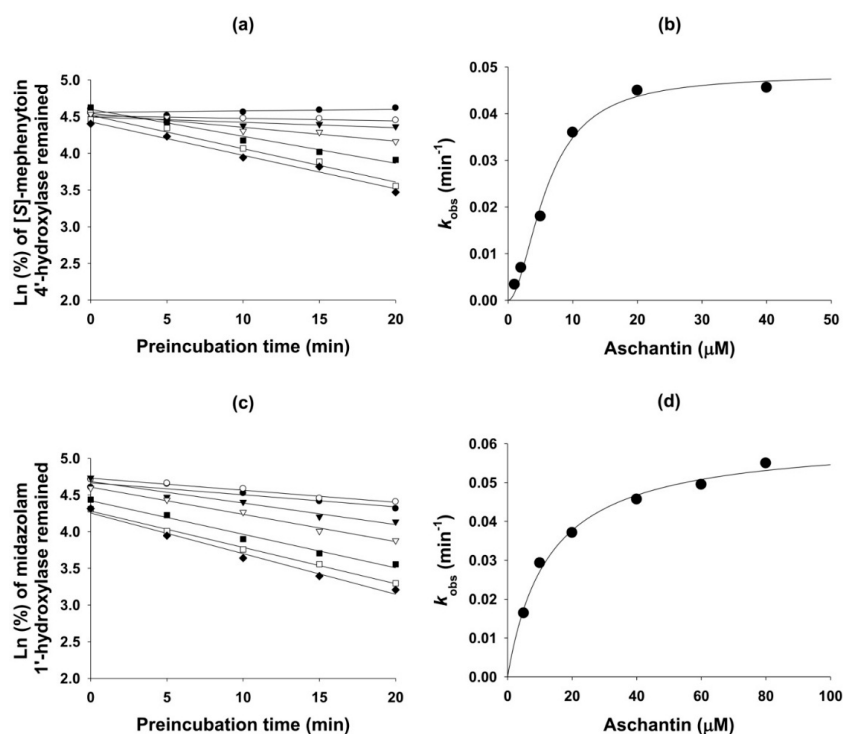 (a)
Ln (%) of [S]-mephenytoin
4'-hydroxylase remained
5.0
4.5
4.0
3.5
3.0
2.5
2.0
0 5 10 15 20
Preincubation time (min)
(b)
kobs (min-1)
0.05
0.04
0.03
0.02
0.01
0.00
0 10 20 30 40 50
Aschantin (µM)
(c)
Ln (%) of midazolam
1'-hydroxylase remained
5.0
4.5
4.0
3.5
3.0
2.5
2.0
0 5 10 15 20
Preincubation time (min)
(d)
kobs (min-1)
0.06
0.05
0.04
0.03
0.02
0.01
0.00
0 20 40 60 80 100
Aschantin (µM)